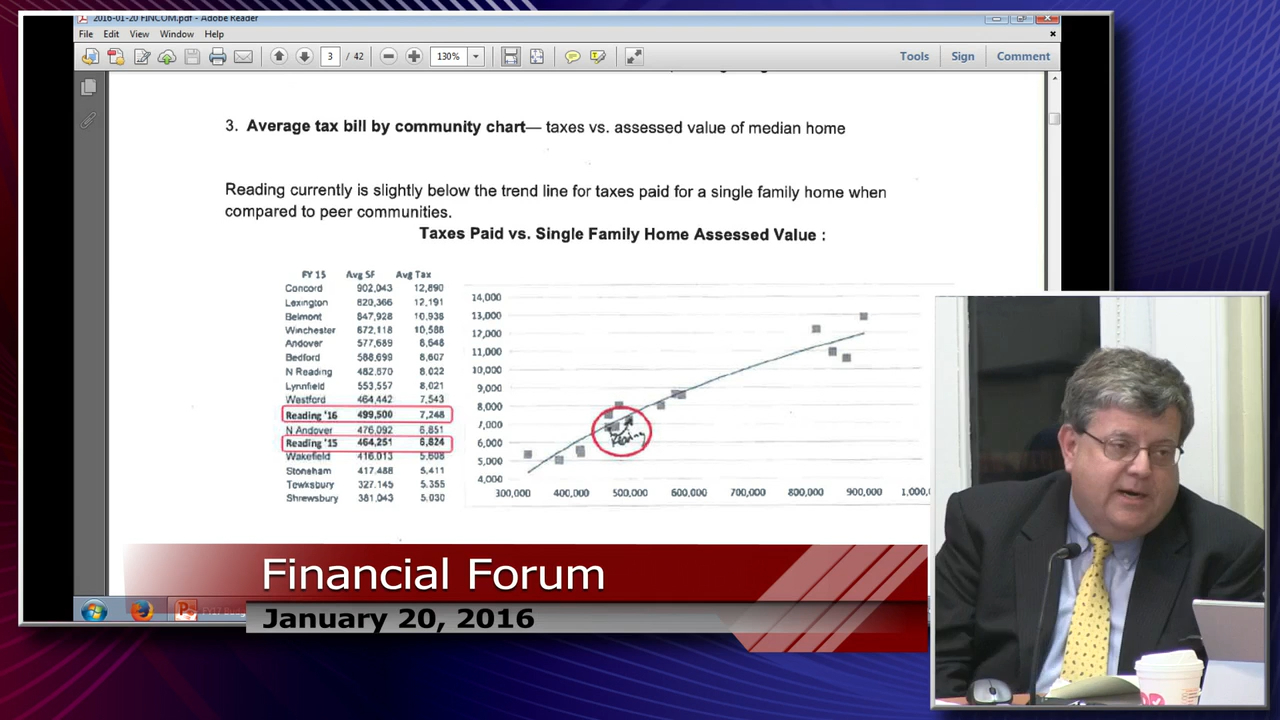 2016-01-20 FINCOM.pdf - Adobe Reader
File Edit View Window Help
3 / 42 130% Tools Sign Comment
3. Average tax bill by community chart— taxes vs. assessed value of median home
Reading currently is slightly below the trend line for taxes paid for a single family home when
compared to peer communities.
Taxes Paid vs. Single Family Home Assessed Value :
FY 15 Avg SF Avg Tax
Concord 902,043 12,890
Lexington 820,366 12,191
Belmont 847,928 10,938
Winchester 872,118 10,588
Andover 577,689 8,648
Bedford 588,699 8,607
N Reading 482,870 8,022
Lynnfield 553,557 8,021
Westford 464,442 7,543
Reading '16 499,500 7,248
N Andover 476,092 6,851
Reading '15 464,251 6,824
Wakefield 416,013 5,608
Stoneham 417,488 5,411
Tewksbury 327,145 5,355
Shrewsbury 381,043 5,030
14,000
13,000
12,000
11,000
10,000
9,000
8,000
7,000
6,000
5,000
4,000
Reading
300,000 400,000 500,000 600,000 700,000 800,000 900,000
Financial Forum
January 20, 2016